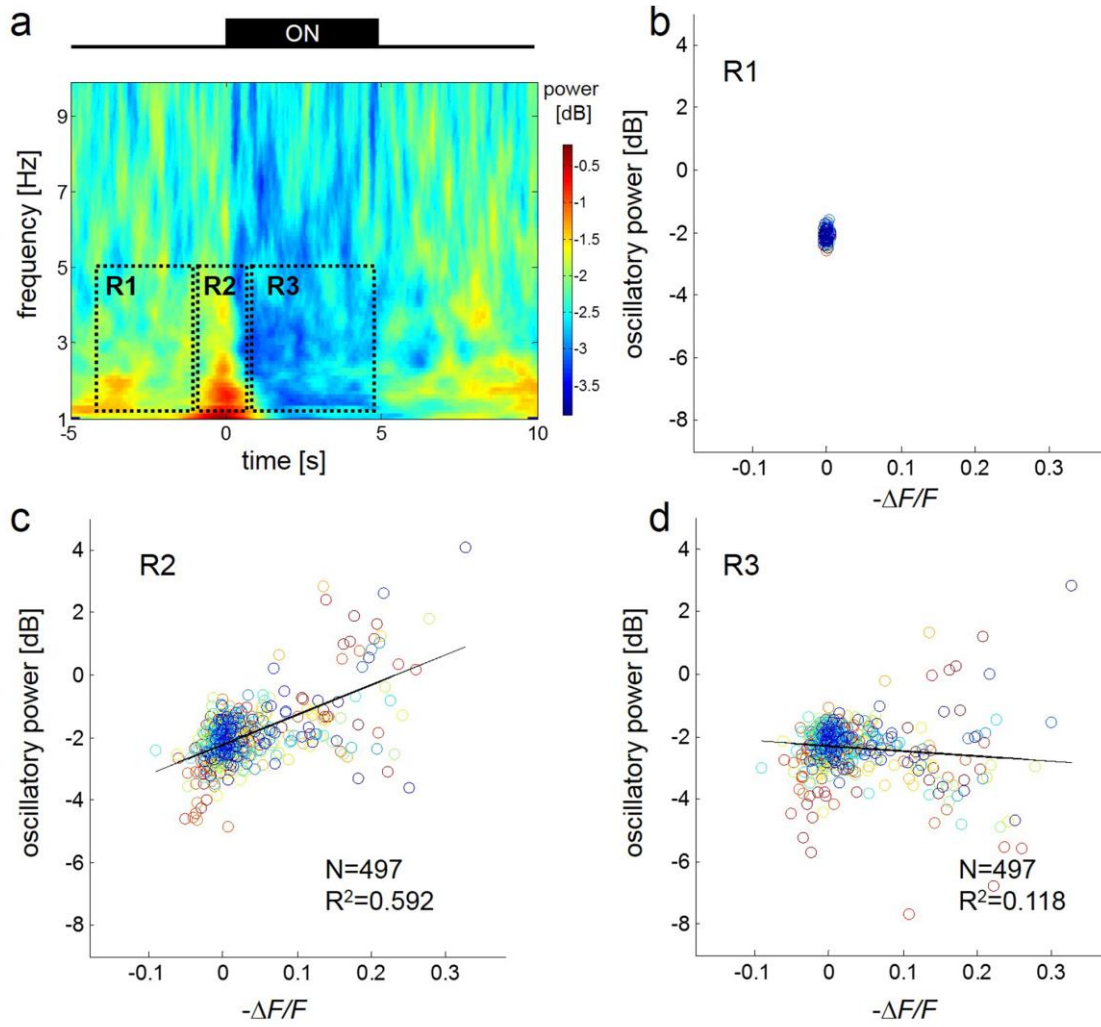 a
ON
power
[dB]
frequency [Hz]
9
7
5
3
1
R1
R2
R3
-0.5
-1
-1.5
-2
-2.5
-3
-3.5
-5
0
5
10
time [s]
b
R1
oscillatory power [dB]
4
2
0
-2
-4
-6
-8
-0.1
0
0.1
0.2
0.3
-ΔF/F
c
R2
oscillatory power [dB]
4
2
0
-2
-4
-6
-8
N=497
R²=0.592
-0.1
0
0.1
0.2
0.3
-ΔF/F
d
R3
oscillatory power [dB]
4
2
0
-2
-4
-6
-8
N=497
R²=0.118
-0.1
0
0.1
0.2
0.3
-ΔF/F